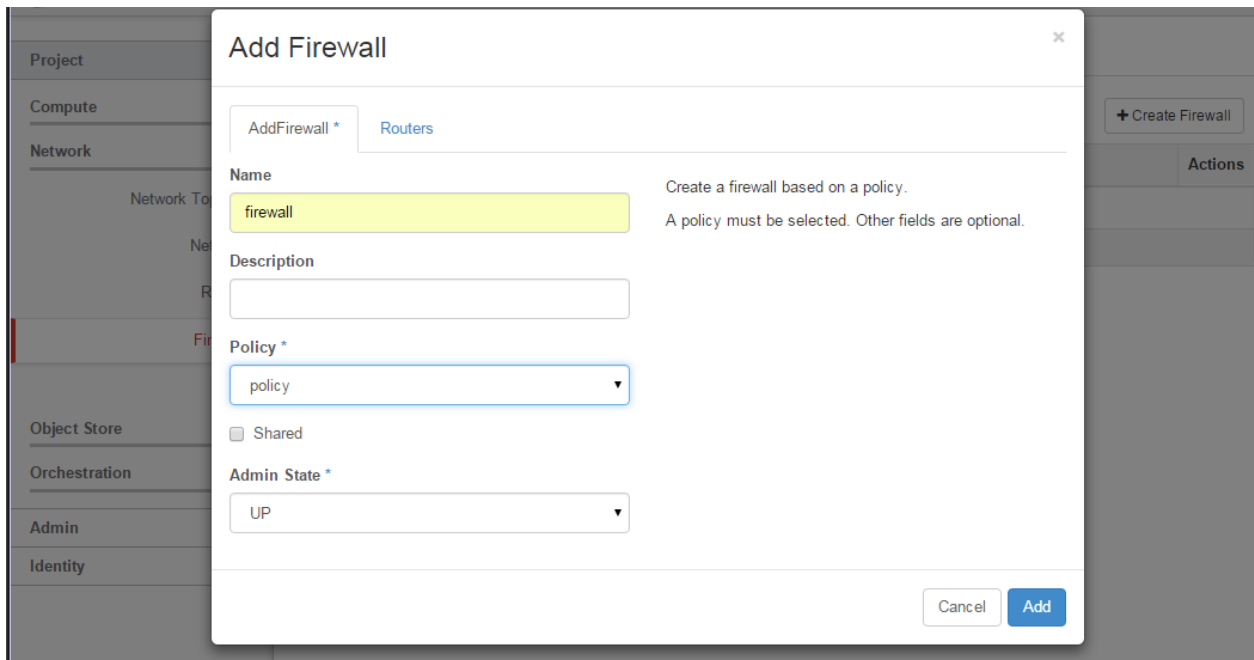 Add Firewall
×
Project
Compute
Network
Network To
Net
R
Fir
Object Store
Orchestration
Admin
Identity
AddFirewall *
Routers
Name
firewall
Description
Policy *
policy
Shared
Admin State *
UP
Create a firewall based on a policy.
A policy must be selected. Other fields are optional.
Cancel
Add
+ Create Firewall
Actions